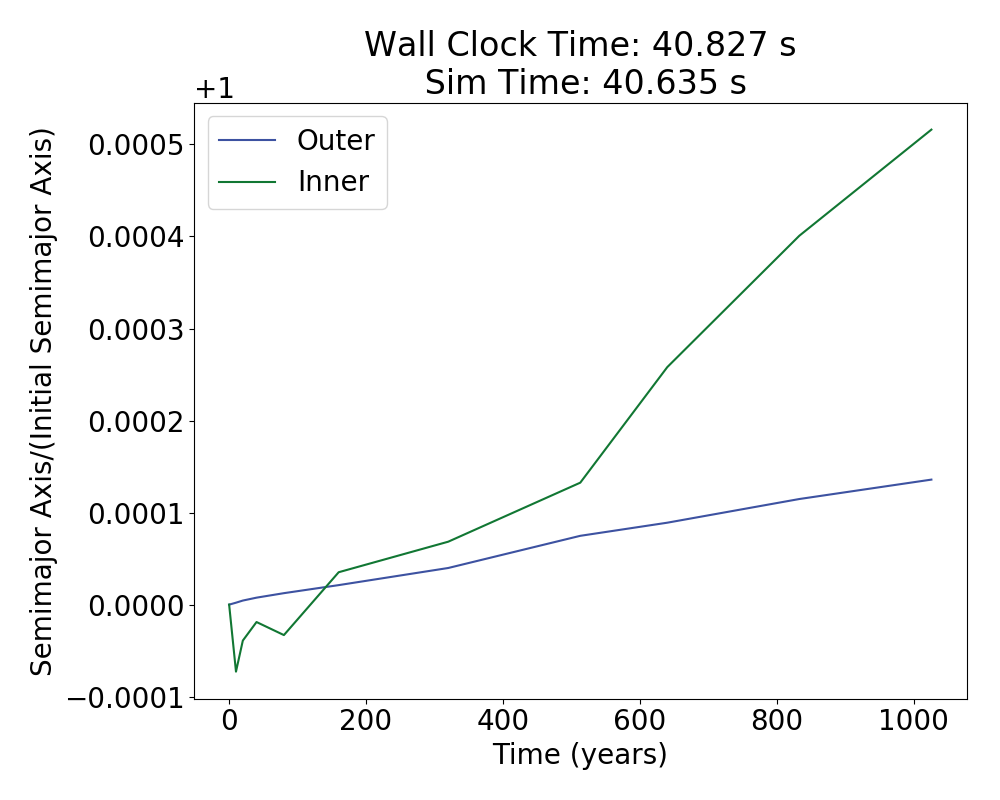 Wall Clock Time: 40.827 s
Sim Time: 40.635 s
+1
Outer
Inner
0.0005
0.0004
0.0003
0.0002
0.0001
0.0000
−0.0001
Semimajor Axis/(Initial Semimajor Axis)
0 200 400 600 800 1000
Time (years)